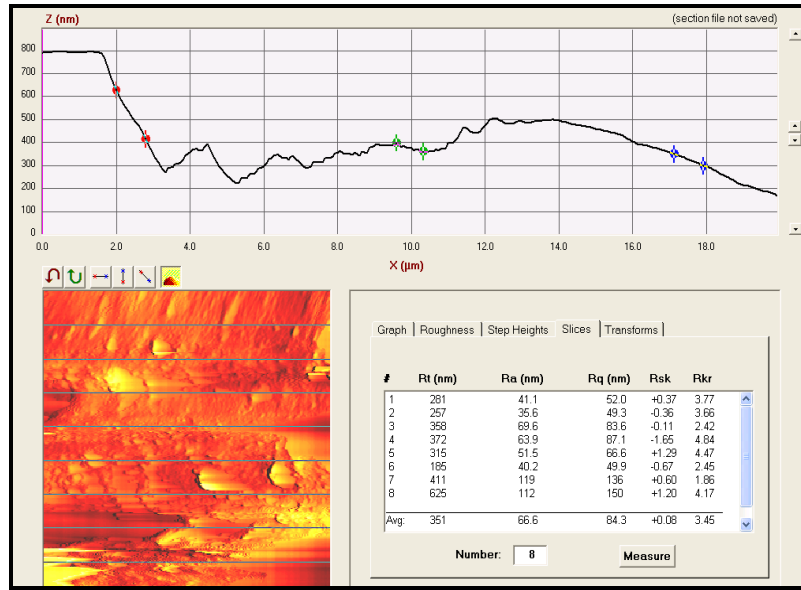 Z (nm) (section file not saved)
800
700
600
500
400
300
200
100
0
0.0 2.0 4.0 6.0 8.0 10.0 12.0 14.0 16.0 18.0
X (µm)
Graph Roughness Step Heights Slices Transforms
# Rt (nm) Ra (nm) Rq (nm) Rsk Rkr
1 281 41.1 52.0 +0.37 3.77
2 257 35.6 49.3 -0.36 3.66
3 358 69.6 83.6 -0.11 2.42
4 372 63.9 87.1 -1.65 4.84
5 315 51.5 66.6 +1.29 4.47
6 185 40.2 49.9 -0.67 2.45
7 411 119 136 +0.60 1.86
8 625 112 150 +1.20 4.17
Avg: 351 66.6 84.3 +0.08 3.45
Number: 8 Measure